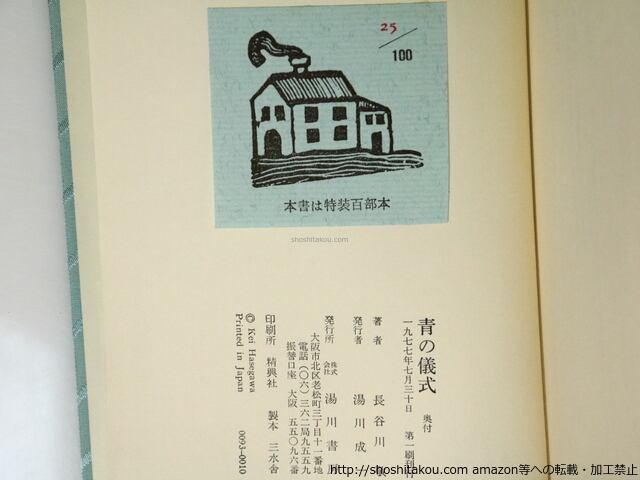 25
100
本書は特装百部本
shoshitakou.com
青の儀式 奥付
一九七七年七月三十日 第一刷
著者 長谷川
発行者 湯川成
発行所 株式会社 湯川書
大阪市北区老松町三丁目十一番地
電話(〇六)三六二局九五五九
振替口座 大阪 五五〇九六番
印刷所 精興社 製本 三水舎
© Kei Hasegawa
Printed in Japan 0093-0010
http://shoshitakou.com amazon等への転載・加工禁止